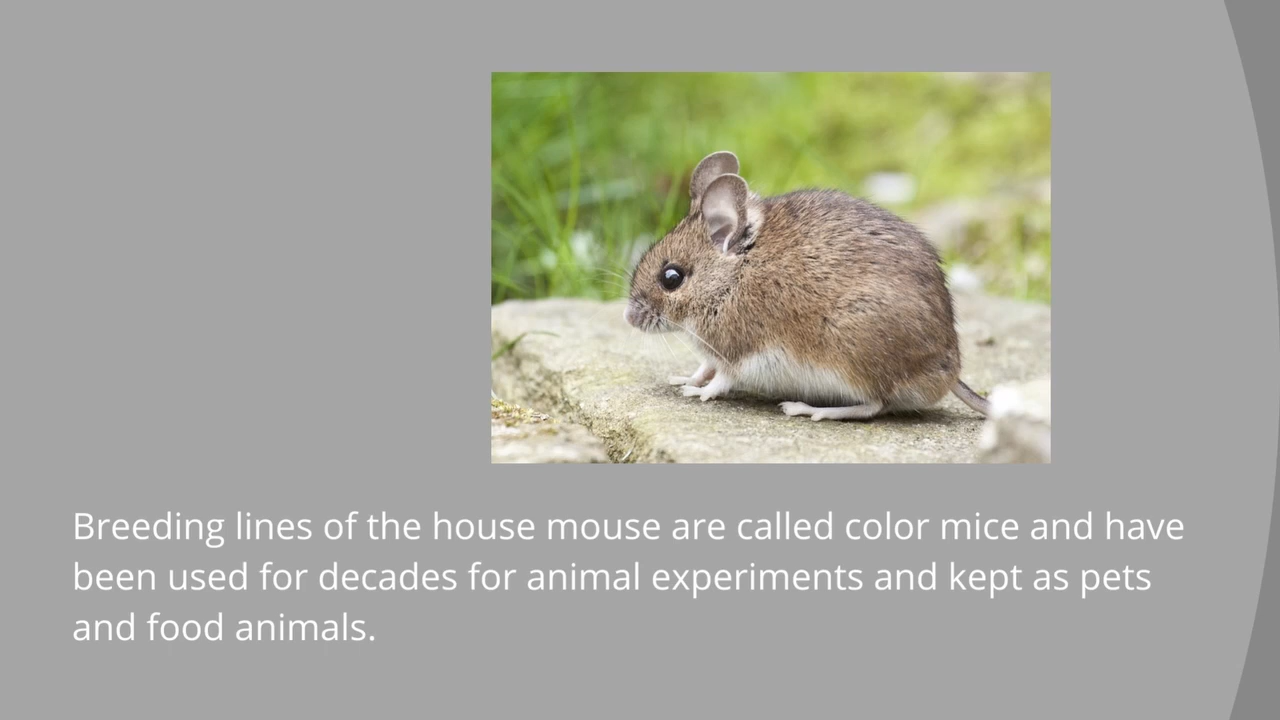 Breeding lines of the house mouse are called color mice and have
been used for decades for animal experiments and kept as pets
and food animals.